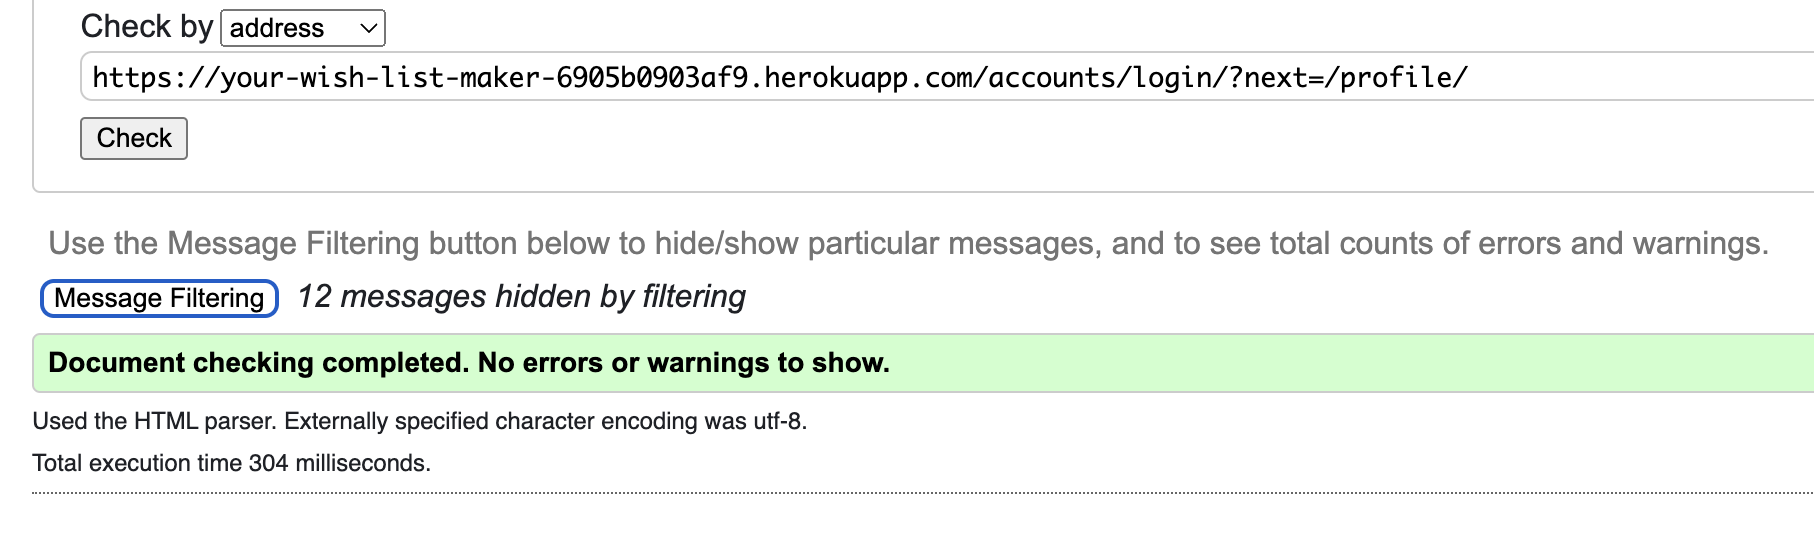 Check by address
https://your-wish-list-maker-6905b0903af9.herokuapp.com/accounts/login/?next=/profile/
Check
Use the Message Filtering button below to hide/show particular messages, and to see total counts of errors and warnings.
Message Filtering 12 messages hidden by filtering
Document checking completed. No errors or warnings to show.
Used the HTML parser. Externally specified character encoding was utf-8.
Total execution time 304 milliseconds.